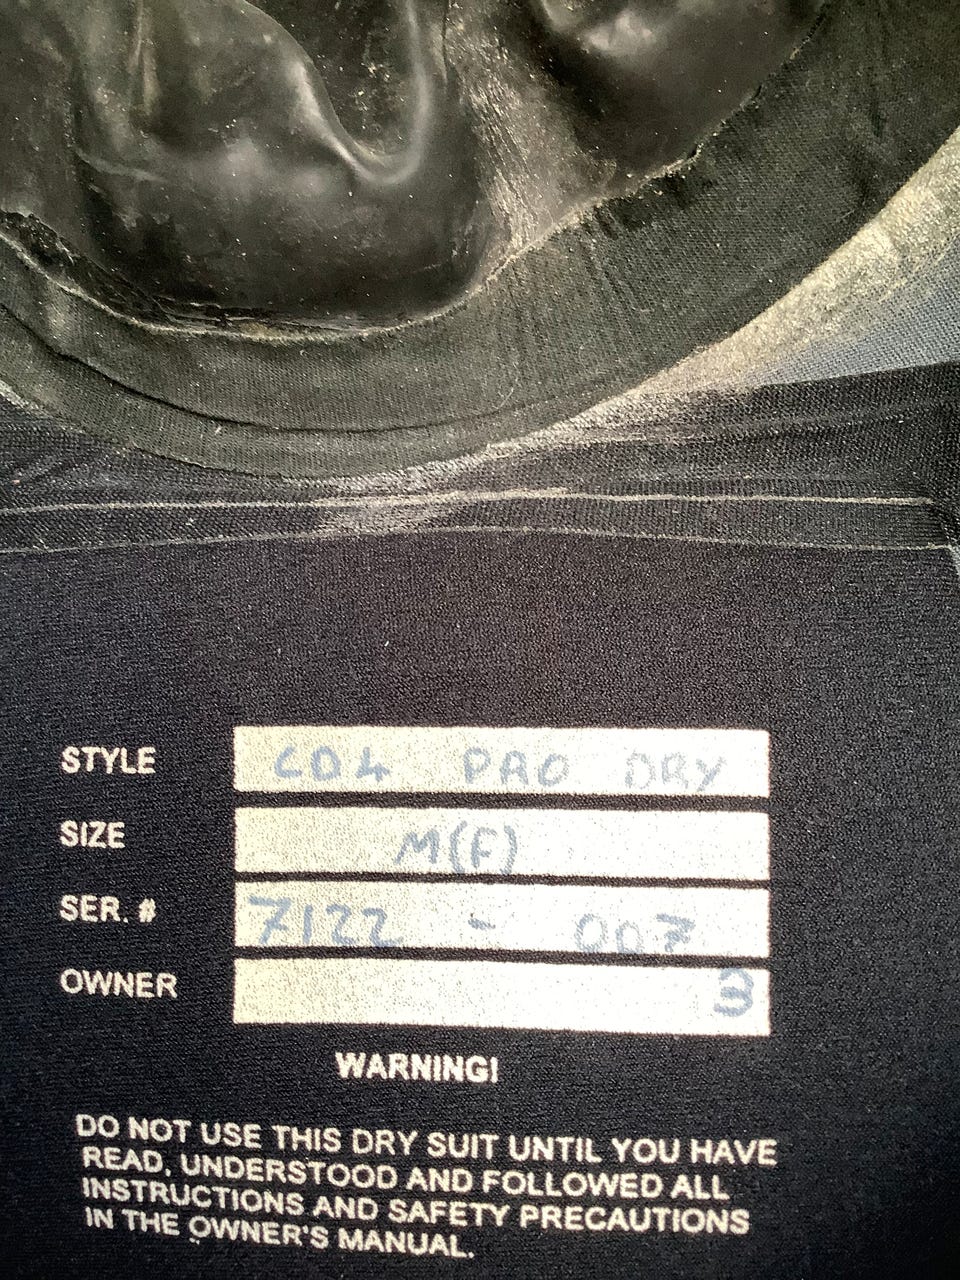 STYLE CD4 PRO DRY
SIZE M(F)
SER. # 7122 - 007
OWNER 3
WARNING!
DO NOT USE THIS DRY SUIT UNTIL YOU HAVE
READ, UNDERSTOOD AND FOLLOWED ALL
INSTRUCTIONS AND SAFETY PRECAUTIONS
IN THE OWNER'S MANUAL.